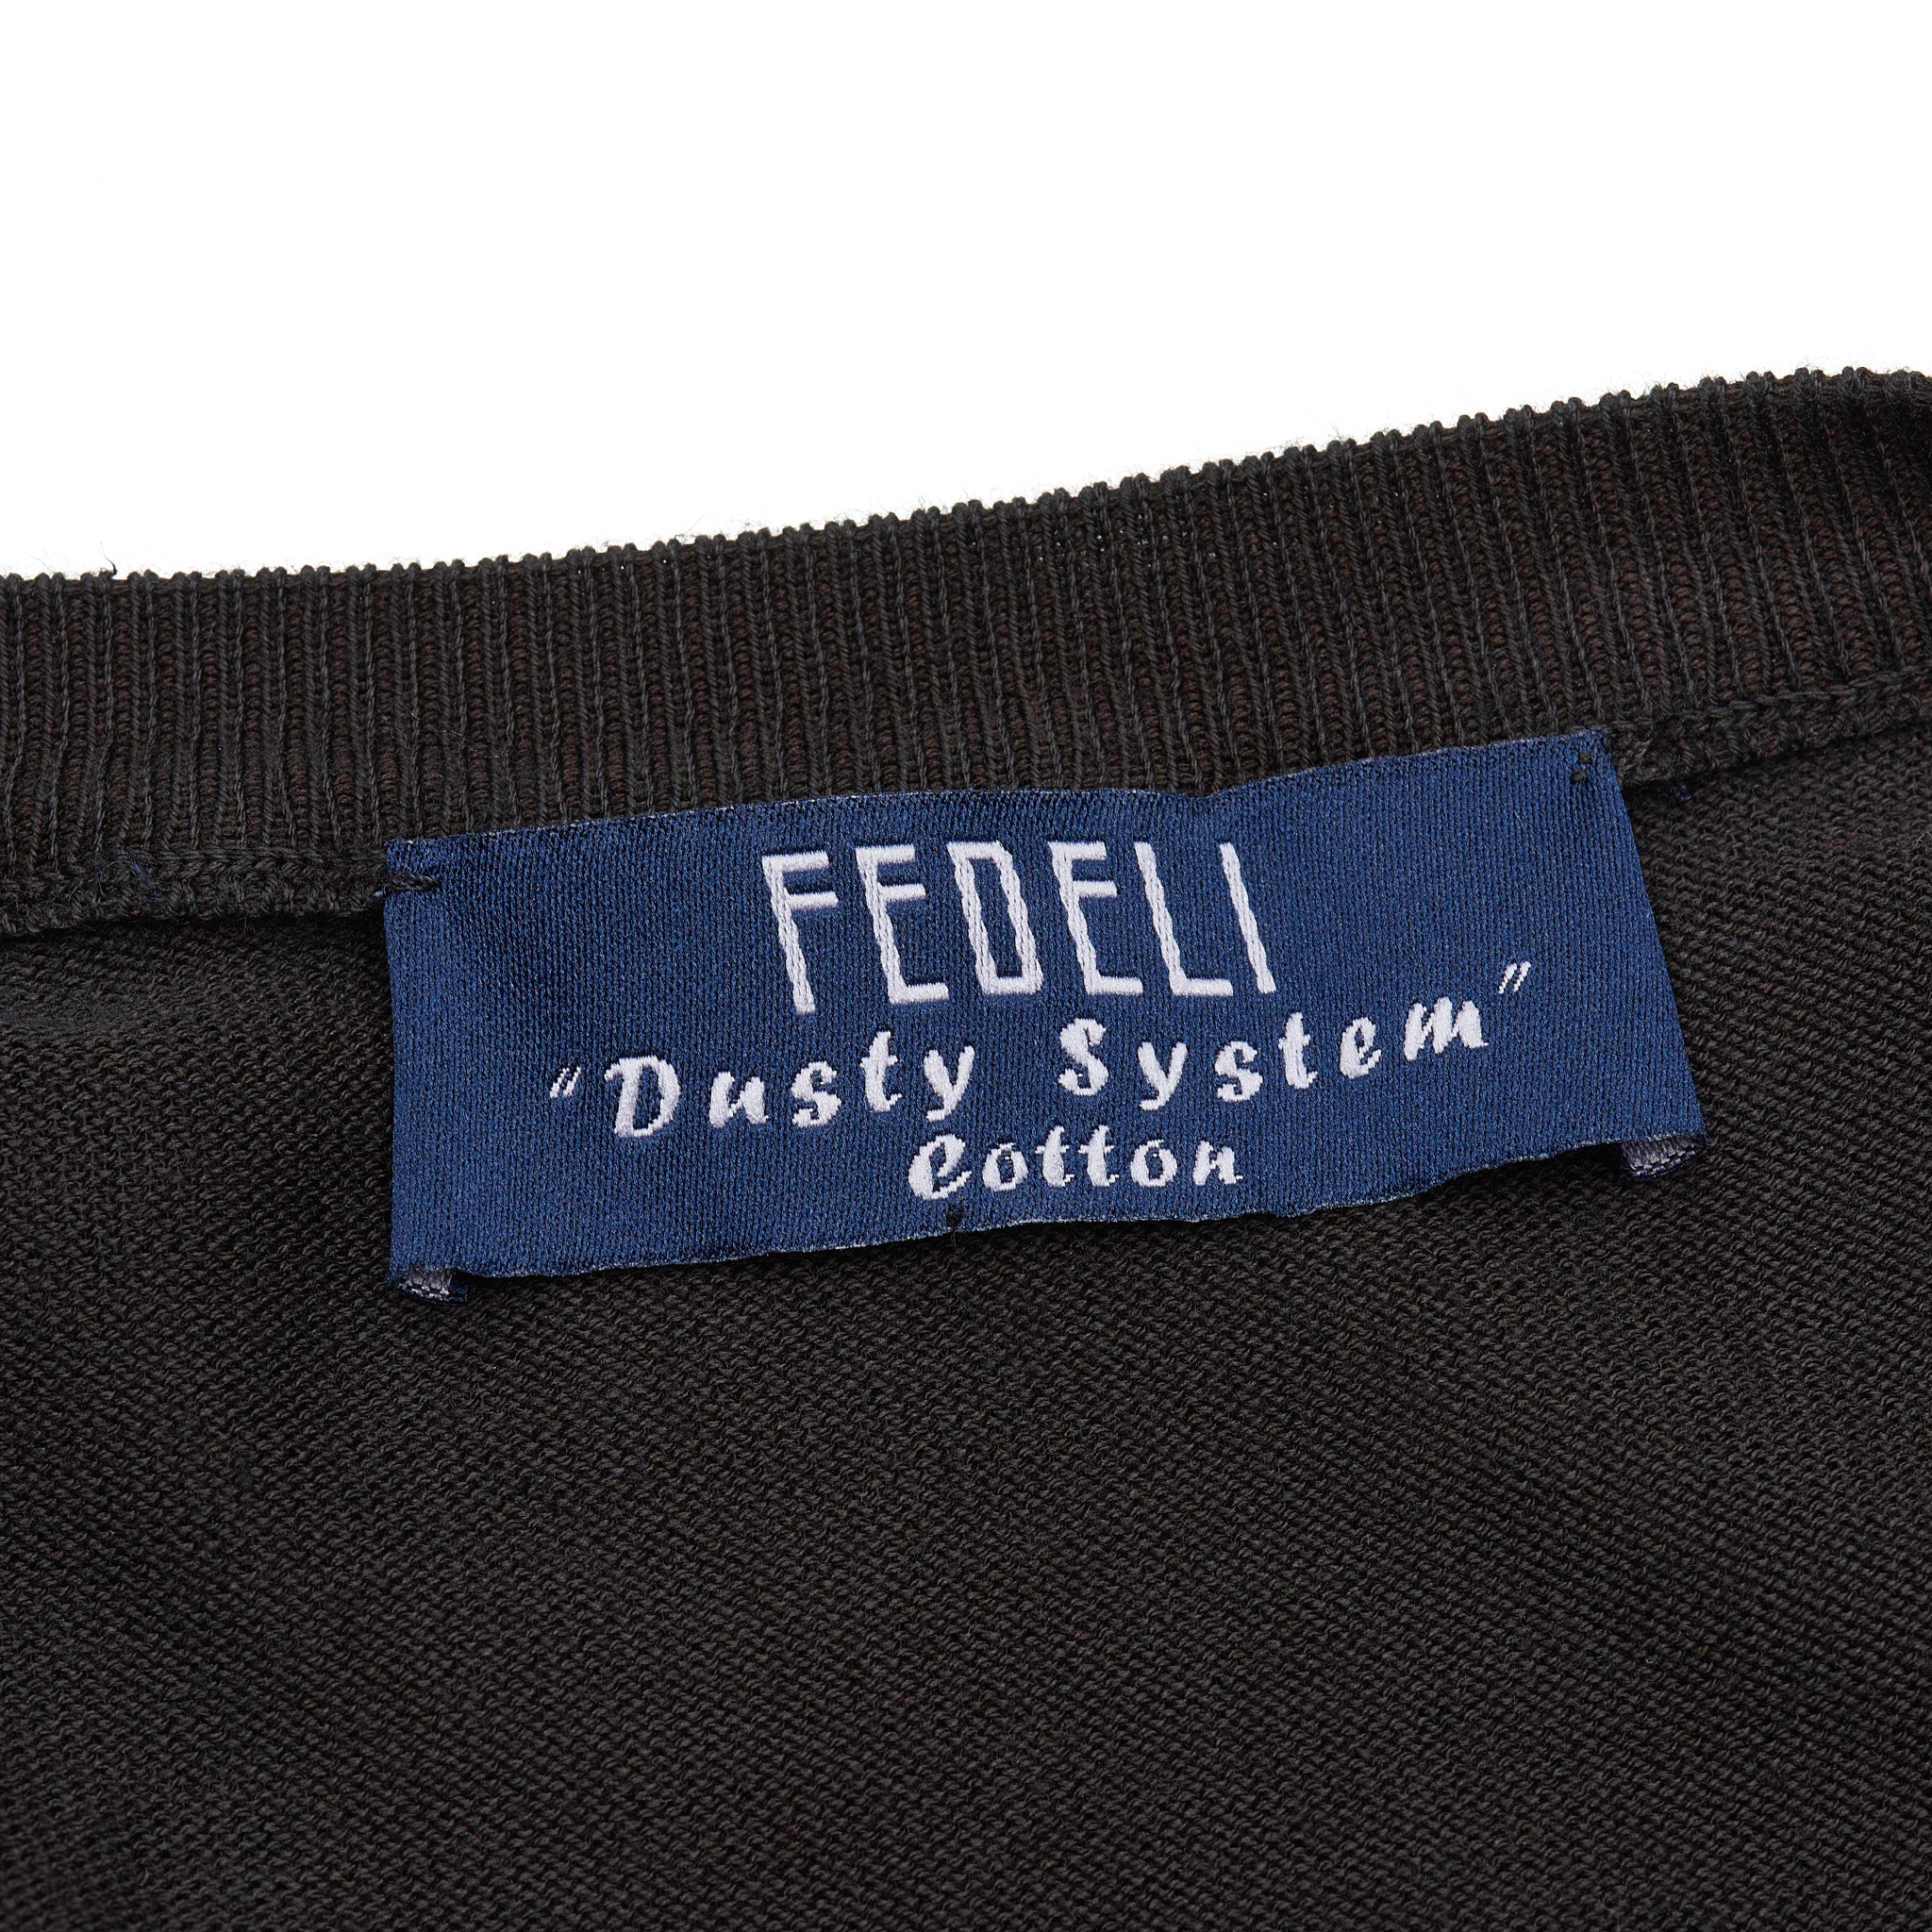 FEDELI
"Dusty System"
Cotton